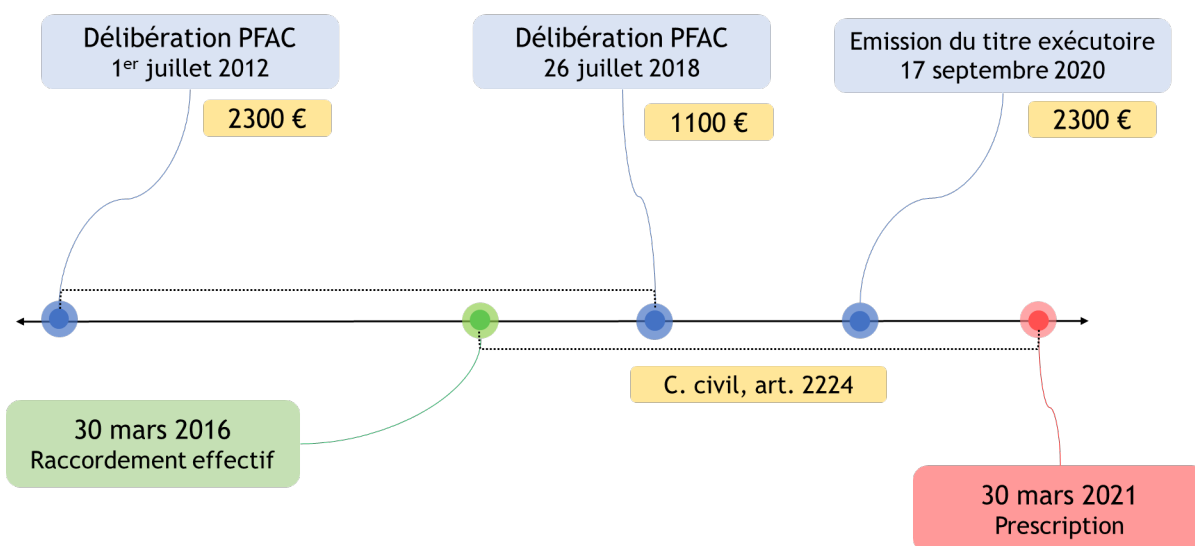 Délibération PFAC
1er juillet 2012
2300 €
Délibération PFAC
26 juillet 2018
1100 €
Emission du titre exécutoire
17 septembre 2020
2300 €
C. civil, art. 2224
30 mars 2016
Raccordement effectif
30 mars 2021
Prescription